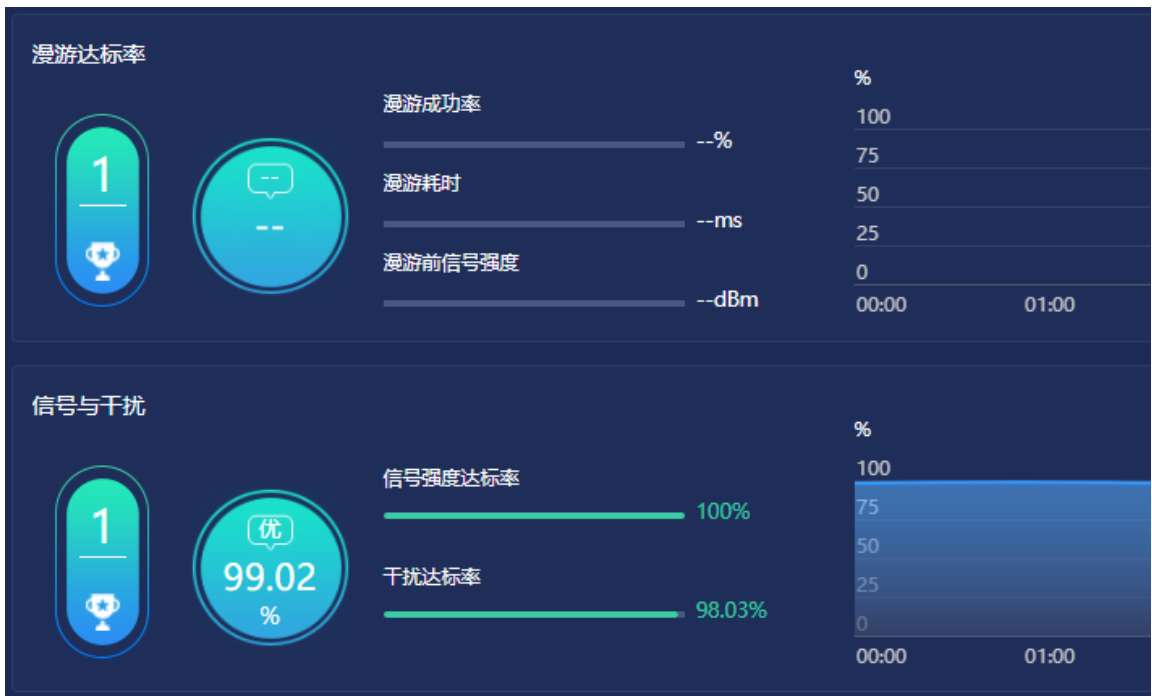 漫游达标率
1
--
--
漫游成功率
--%
漫游耗时
--ms
漫游前信号强度
--dBm
%
100
75
50
25
0
00:00 01:00
信号与干扰
1
优
99.02
%
信号强度达标率
100%
干扰达标率
98.03%
%
100
75
50
25
0
00:00 01:00